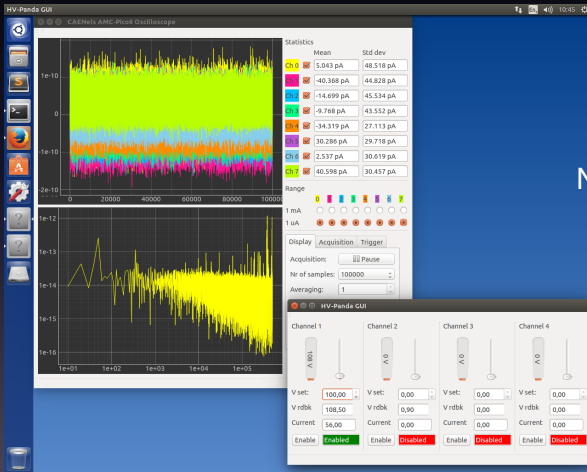 HV-Panda GUI
En
10:45
CAENels AMC-Pico8 Oscilloscope
Statistics
Mean Std dev
Ch 0 5.043 pA 48.518 pA
Ch 1 -40.368 pA 44.828 pA
Ch 2 -14.699 pA 45.534 pA
Ch 3 -9.768 pA 43.552 pA
Ch 4 -34.319 pA 27.113 pA
Ch 5 30.286 pA 29.718 pA
Ch 6 2.537 pA 30.619 pA
Ch 7 40.598 pA 30.457 pA
1e-10
0
-1e-10
-2e-10
0 20000 40000 60000 80000 100000
Range
0 1 2 3 4 5 6 7
1 mA
1 uA
Display Acquisition Trigger
Acquisition: Pause
Nr of samples: 100000
Averaging: 1
1e-12
1e-13
1e-14
1e-15
1e-16
1e+01 1e+02 1e+03 1e+04 1e+05
N
HV-Panda GUI
Channel 1 Channel 2 Channel 3 Channel 4
108 V 0 V 0 V 0 V
V set: 100,00 V set: 0,00 V set: 0,00 V set: 0,00
V rdbk 108,50 V rdbk 0,90 V rdbk 0,00 V rdbk 0,00
Current 56,00 Current 0,00 Current 0,00 Current 0,00
Enable Enabled Enable Disabled Enable Disabled Enable Disabled